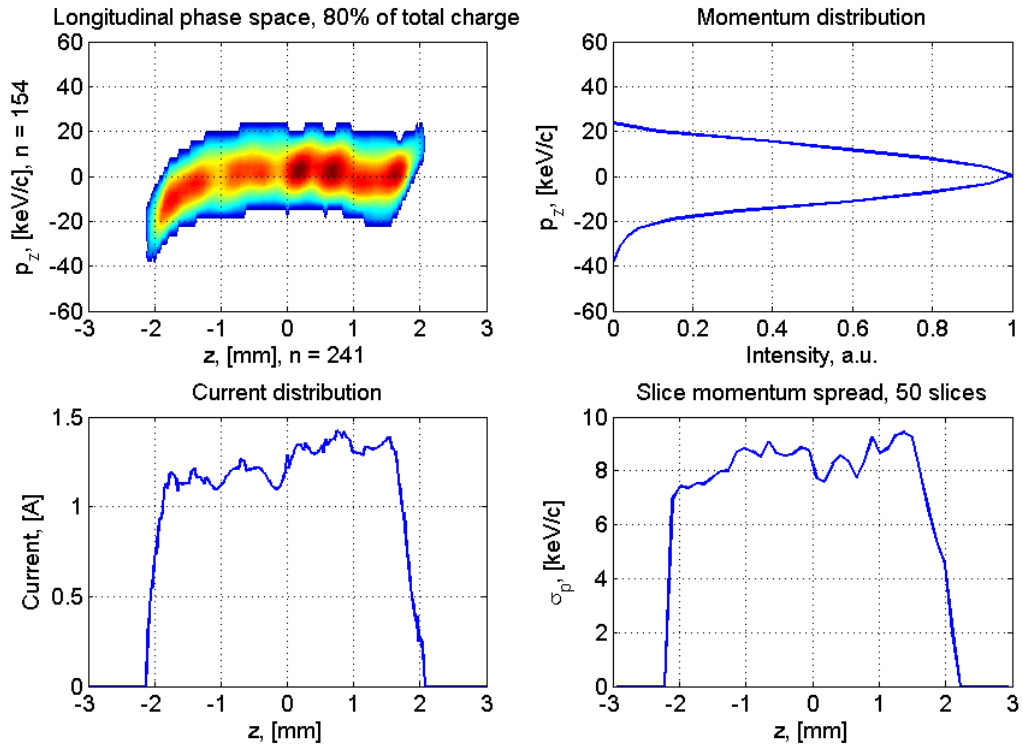 Longitudinal phase space, 80% of total charge
60
40
20
0
-20
-40
-60
p_z, [keV/c], n = 154
-3 -2 -1 0 1 2 3
z, [mm], n = 241
Momentum distribution
60
40
20
0
-20
-40
-60
p_z, [keV/c]
0 0.2 0.4 0.6 0.8 1
Intensity, a.u.
Current distribution
1.5
1
0.5
0
Current, [A]
-3 -2 -1 0 1 2 3
z, [mm]
Slice momentum spread, 50 slices
10
8
6
4
2
0
σ_p, [keV/c]
-3 -2 -1 0 1 2 3
z, [mm]